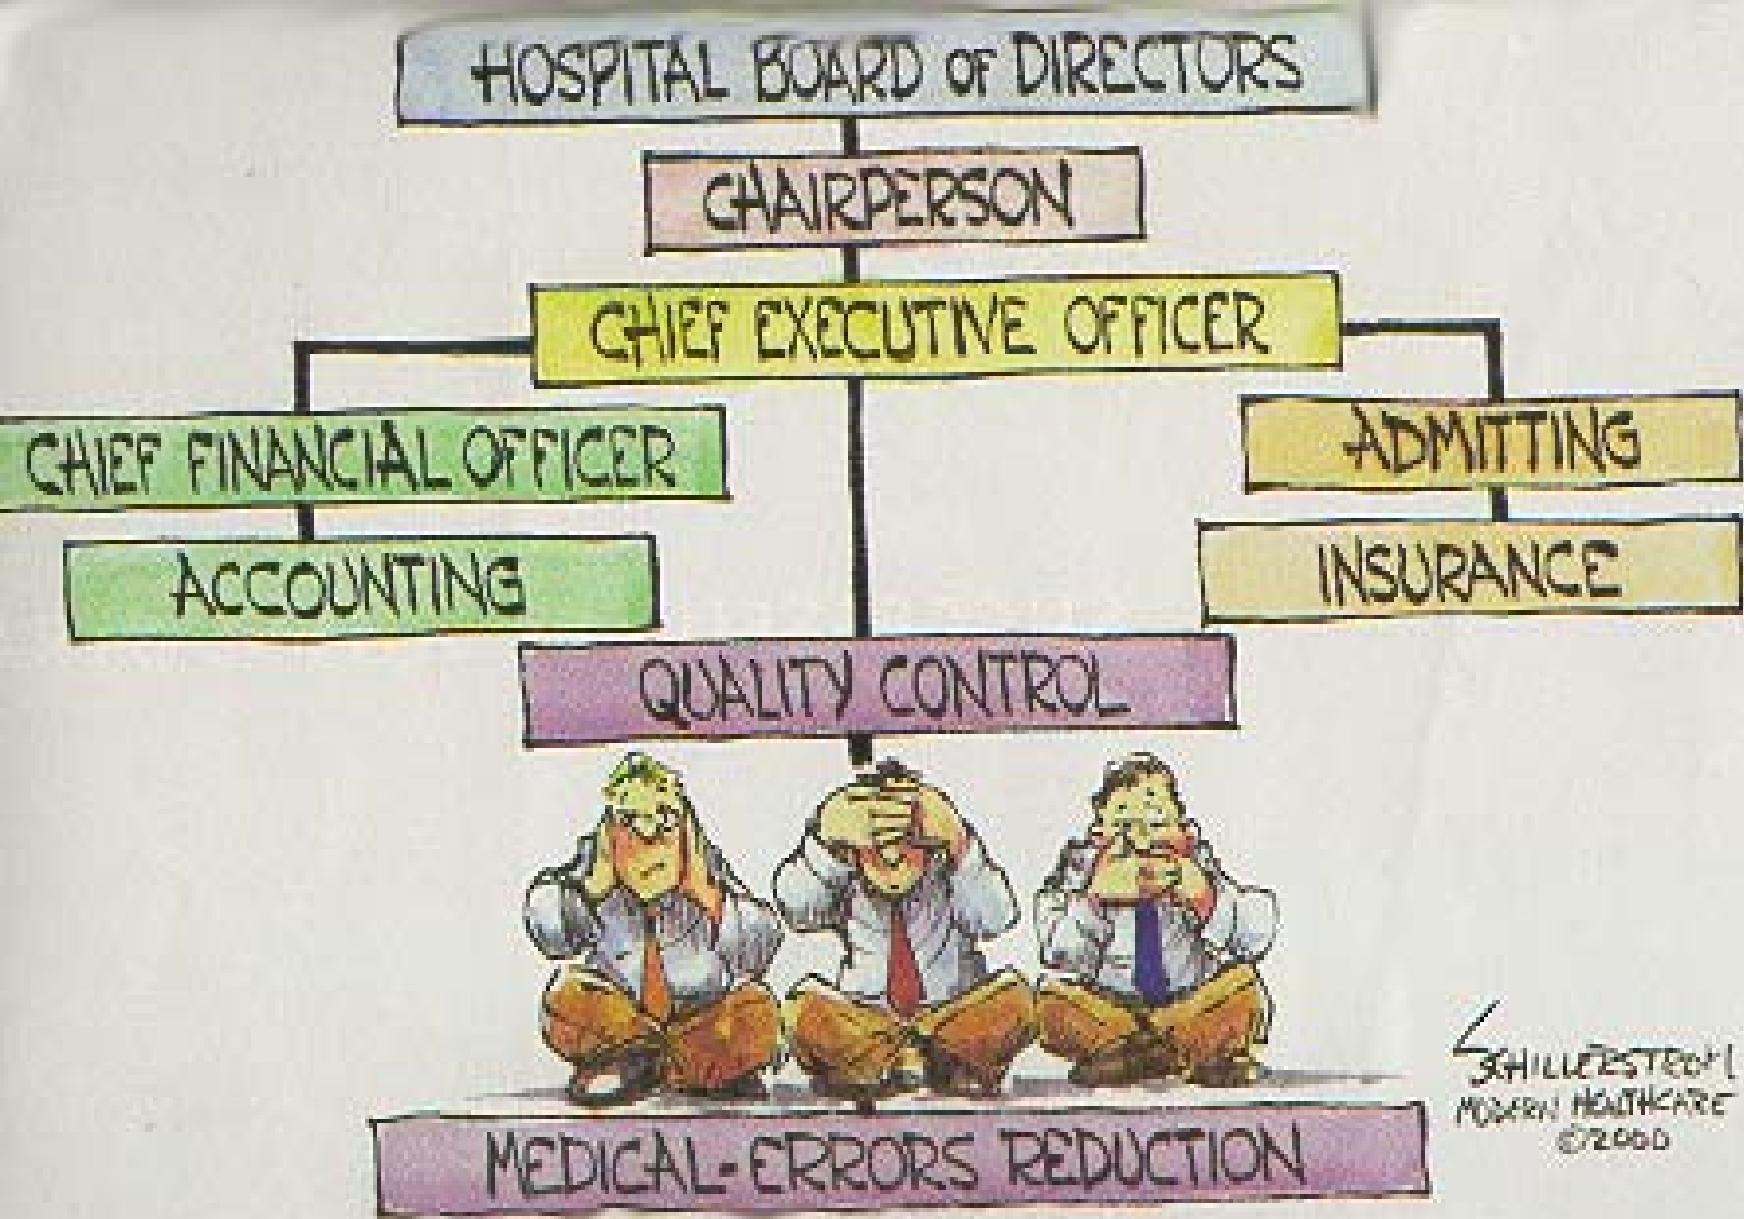 HOSPITAL BOARD OF DIRECTORS
CHAIRPERSON
CHIEF EXECUTIVE OFFICER
CHIEF FINANCIAL OFFICER
ADMITTING
ACCOUNTING
INSURANCE
QUALITY CONTROL
MEDICAL-ERRORS REDUCTION
SCHILLERSTROM
MODERN HEALTHCARE
©2000